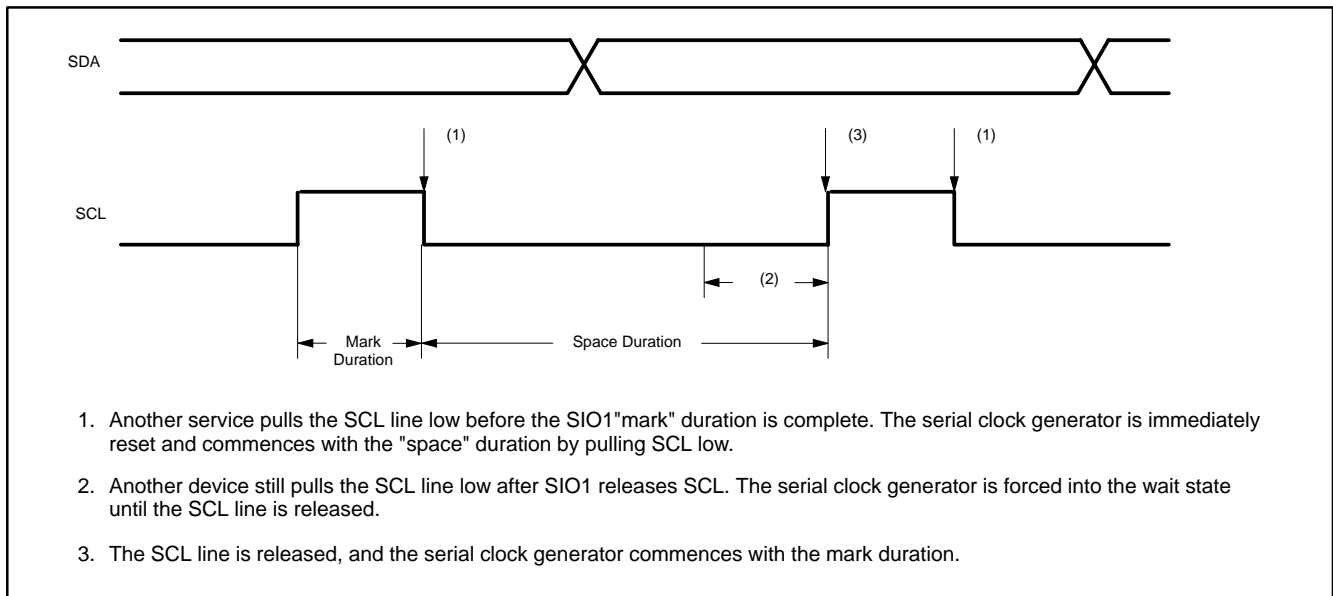 SDA
(1)
(3)
(1)
SCL
(2)
Mark
Duration
Space Duration
1. Another service pulls the SCL line low before the SIO1"mark" duration is complete. The serial clock generator is immediately
reset and commences with the "space" duration by pulling SCL low.
2. Another device still pulls the SCL line low after SIO1 releases SCL. The serial clock generator is forced into the wait state
until the SCL line is released.
3. The SCL line is released, and the serial clock generator commences with the mark duration.